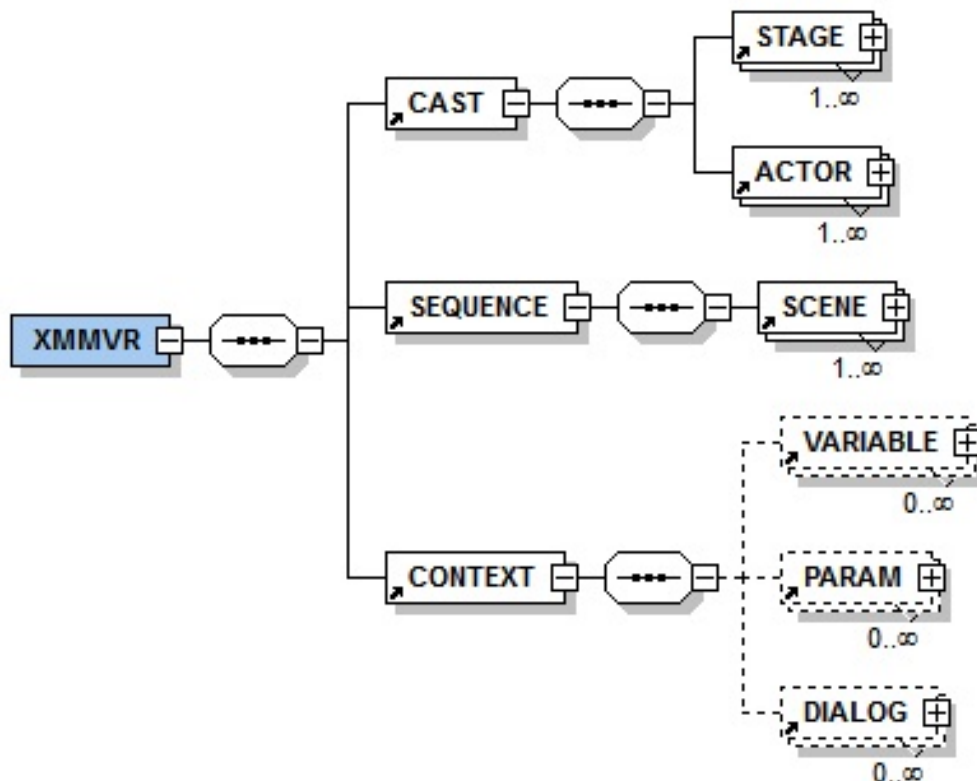 STAGE
1..∞
CAST
ACTOR
1..∞
SEQUENCE
SCENE
1..∞
XMMVR
VARIABLE
0..∞
CONTEXT
PARAM
0..∞
DIALOG
0..∞